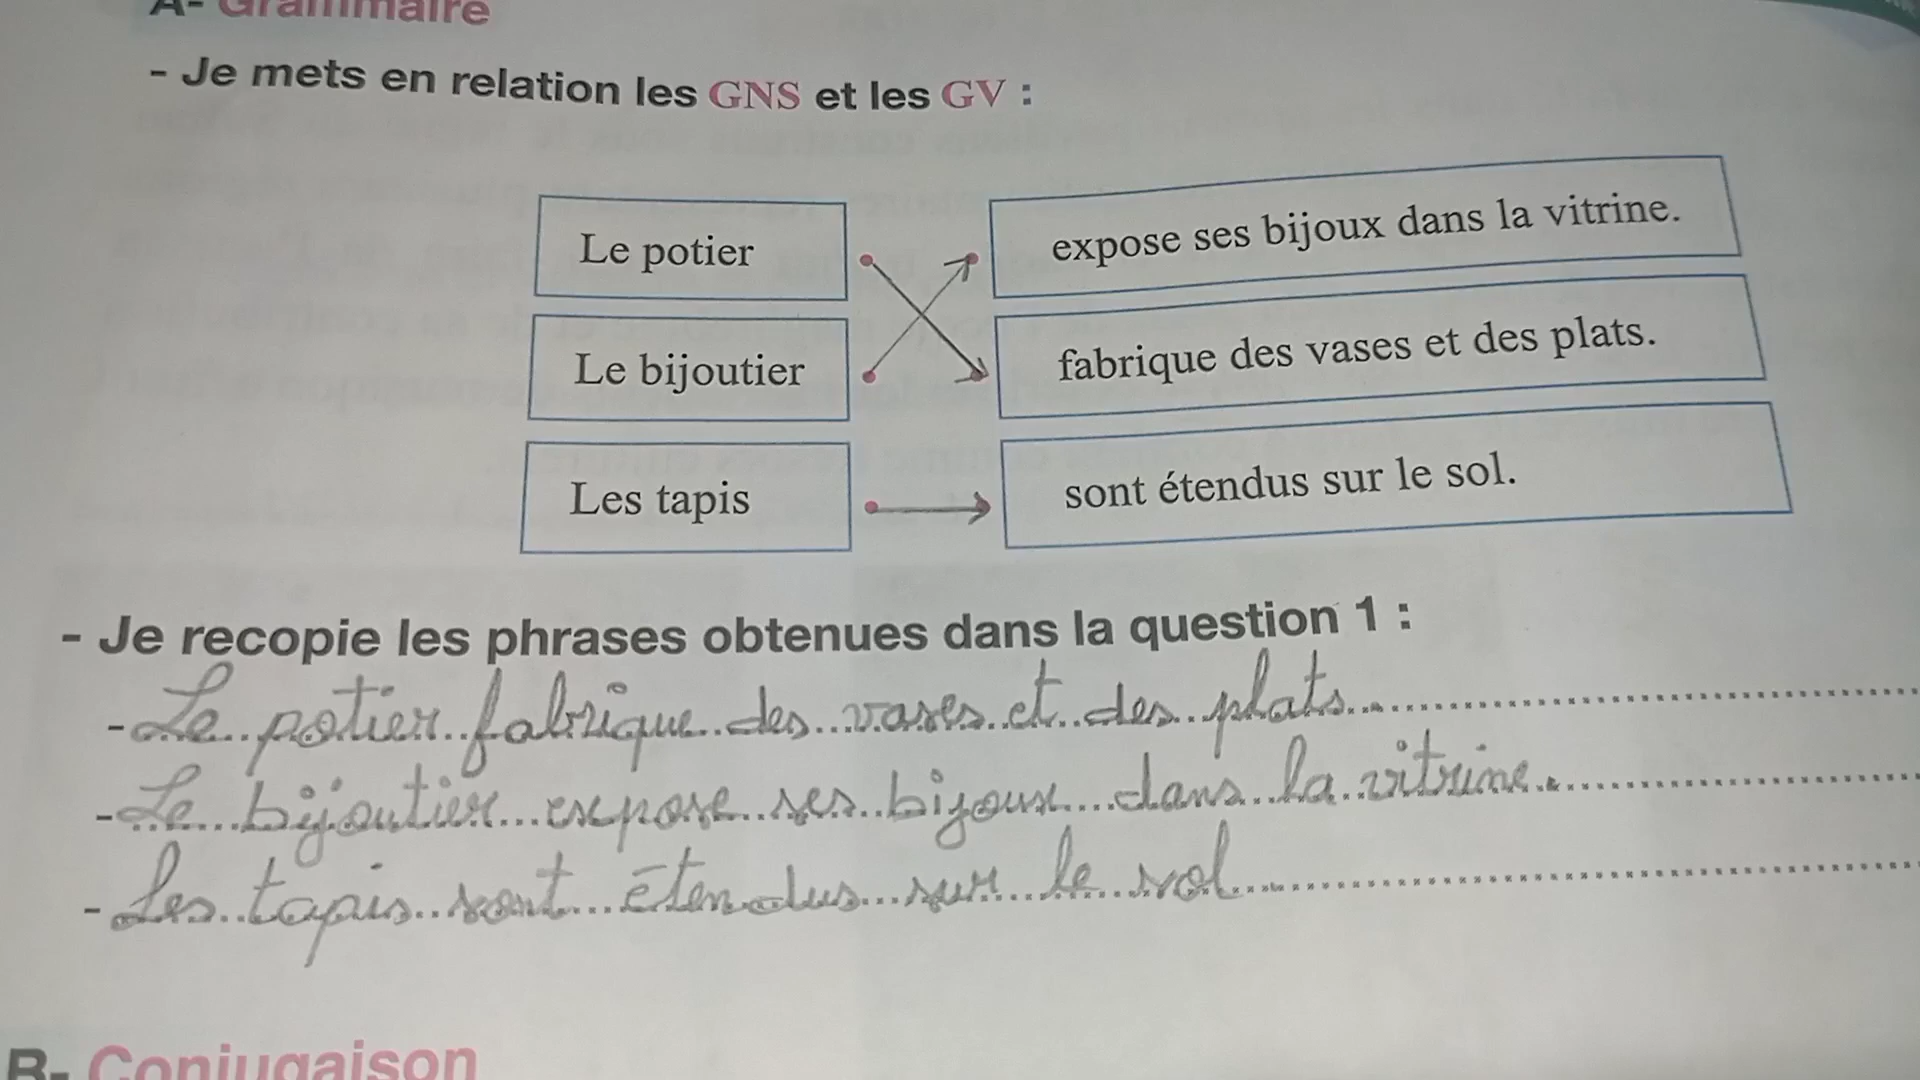 A- Grammaire
- Je mets en relation les GNS et les GV :
Le potier
expose ses bijoux dans la vitrine.
Le bijoutier
fabrique des vases et des plats.
Les tapis
sont étendus sur le sol.
- Je recopie les phrases obtenues dans la question 1 :
- Le potier fabrique des vases et des plats.
- Le bijoutier expose ses bijoux dans la vitrine.
- Les tapis sont étendus sur le sol.
B- Conjugaison